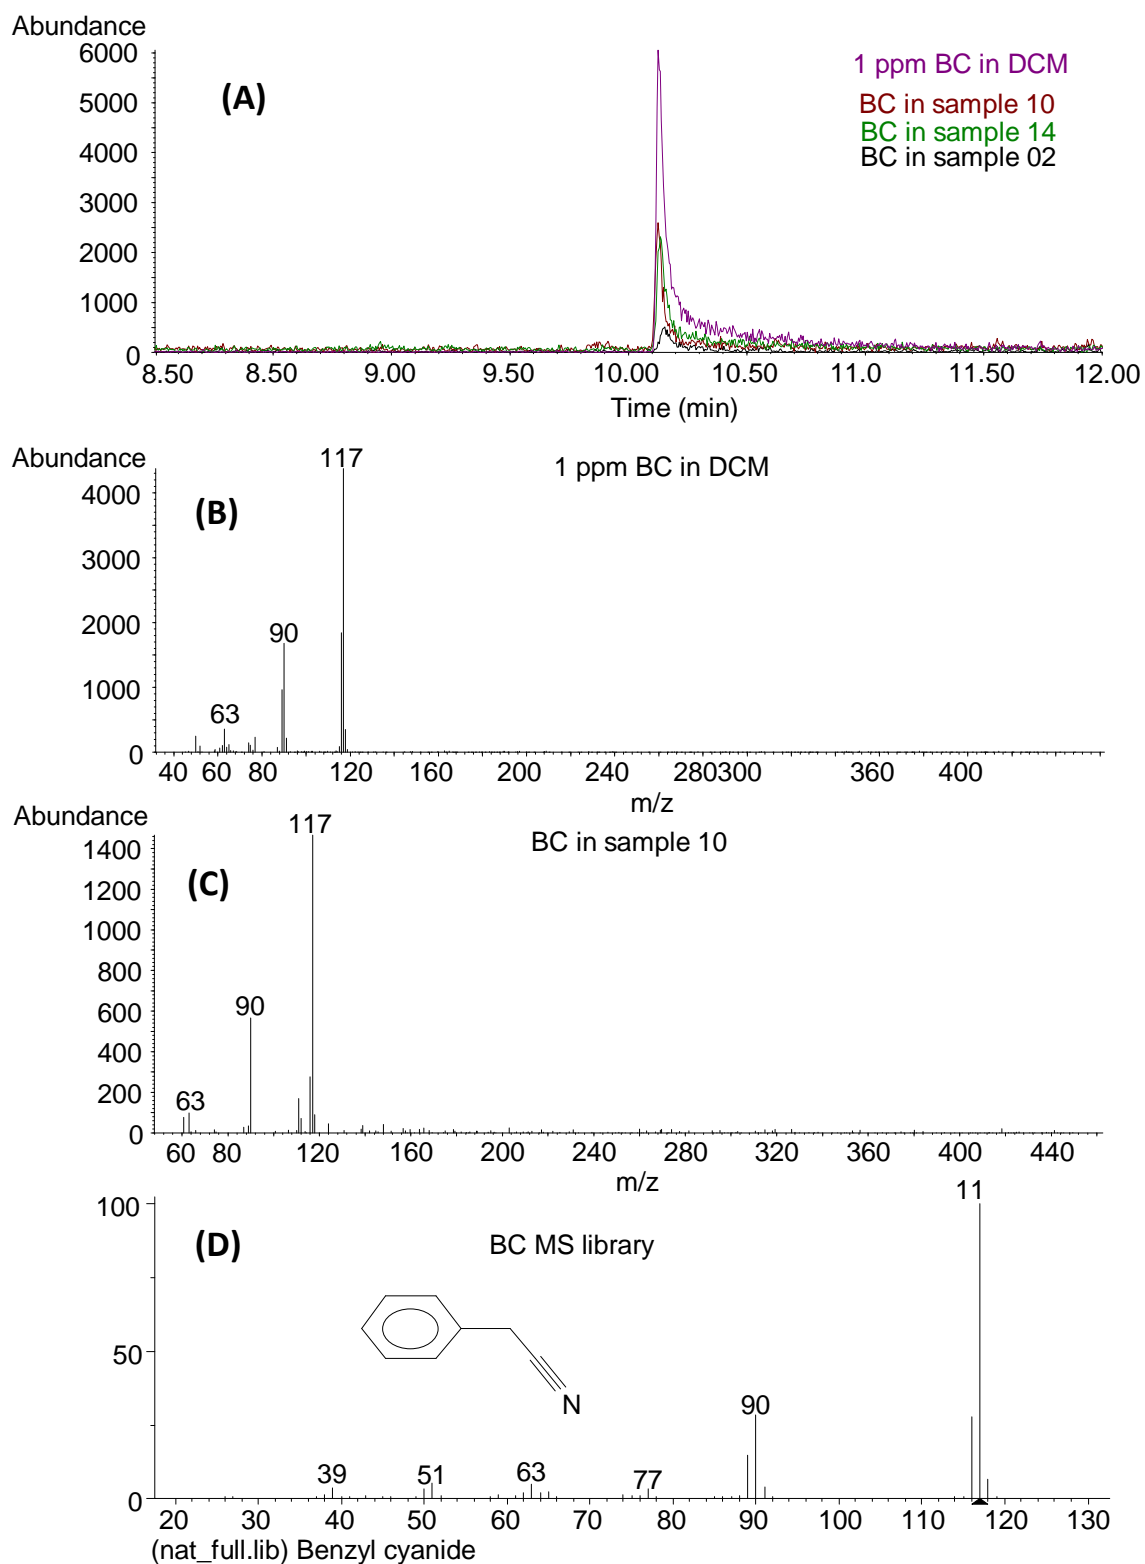 Abundance
6000
5000
4000
3000
2000
1000
0
(A)
1 ppm BC in DCM
BC in sample 10
BC in sample 14
BC in sample 02
8.50 8.50 9.00 9.50 10.00 10.50 11.0 11.50 12.00
Time (min)
Abundance
4000
3000
2000
1000
0
(B)
1 ppm BC in DCM
117
90
63
40 60 80 120 160 200 240 280300 360 400
m/z
Abundance
1400
1200
1000
800
600
400
200
0
(C)
BC in sample 10
117
90
63
60 80 120 160 200 240 280 320 360 400 440
m/z
100
50
0
(D)
BC MS library
11
N
90
39 51 63 77
20 30 40 50 60 70 80 90 100 110 120 130
(nat_full.lib) Benzyl cyanide